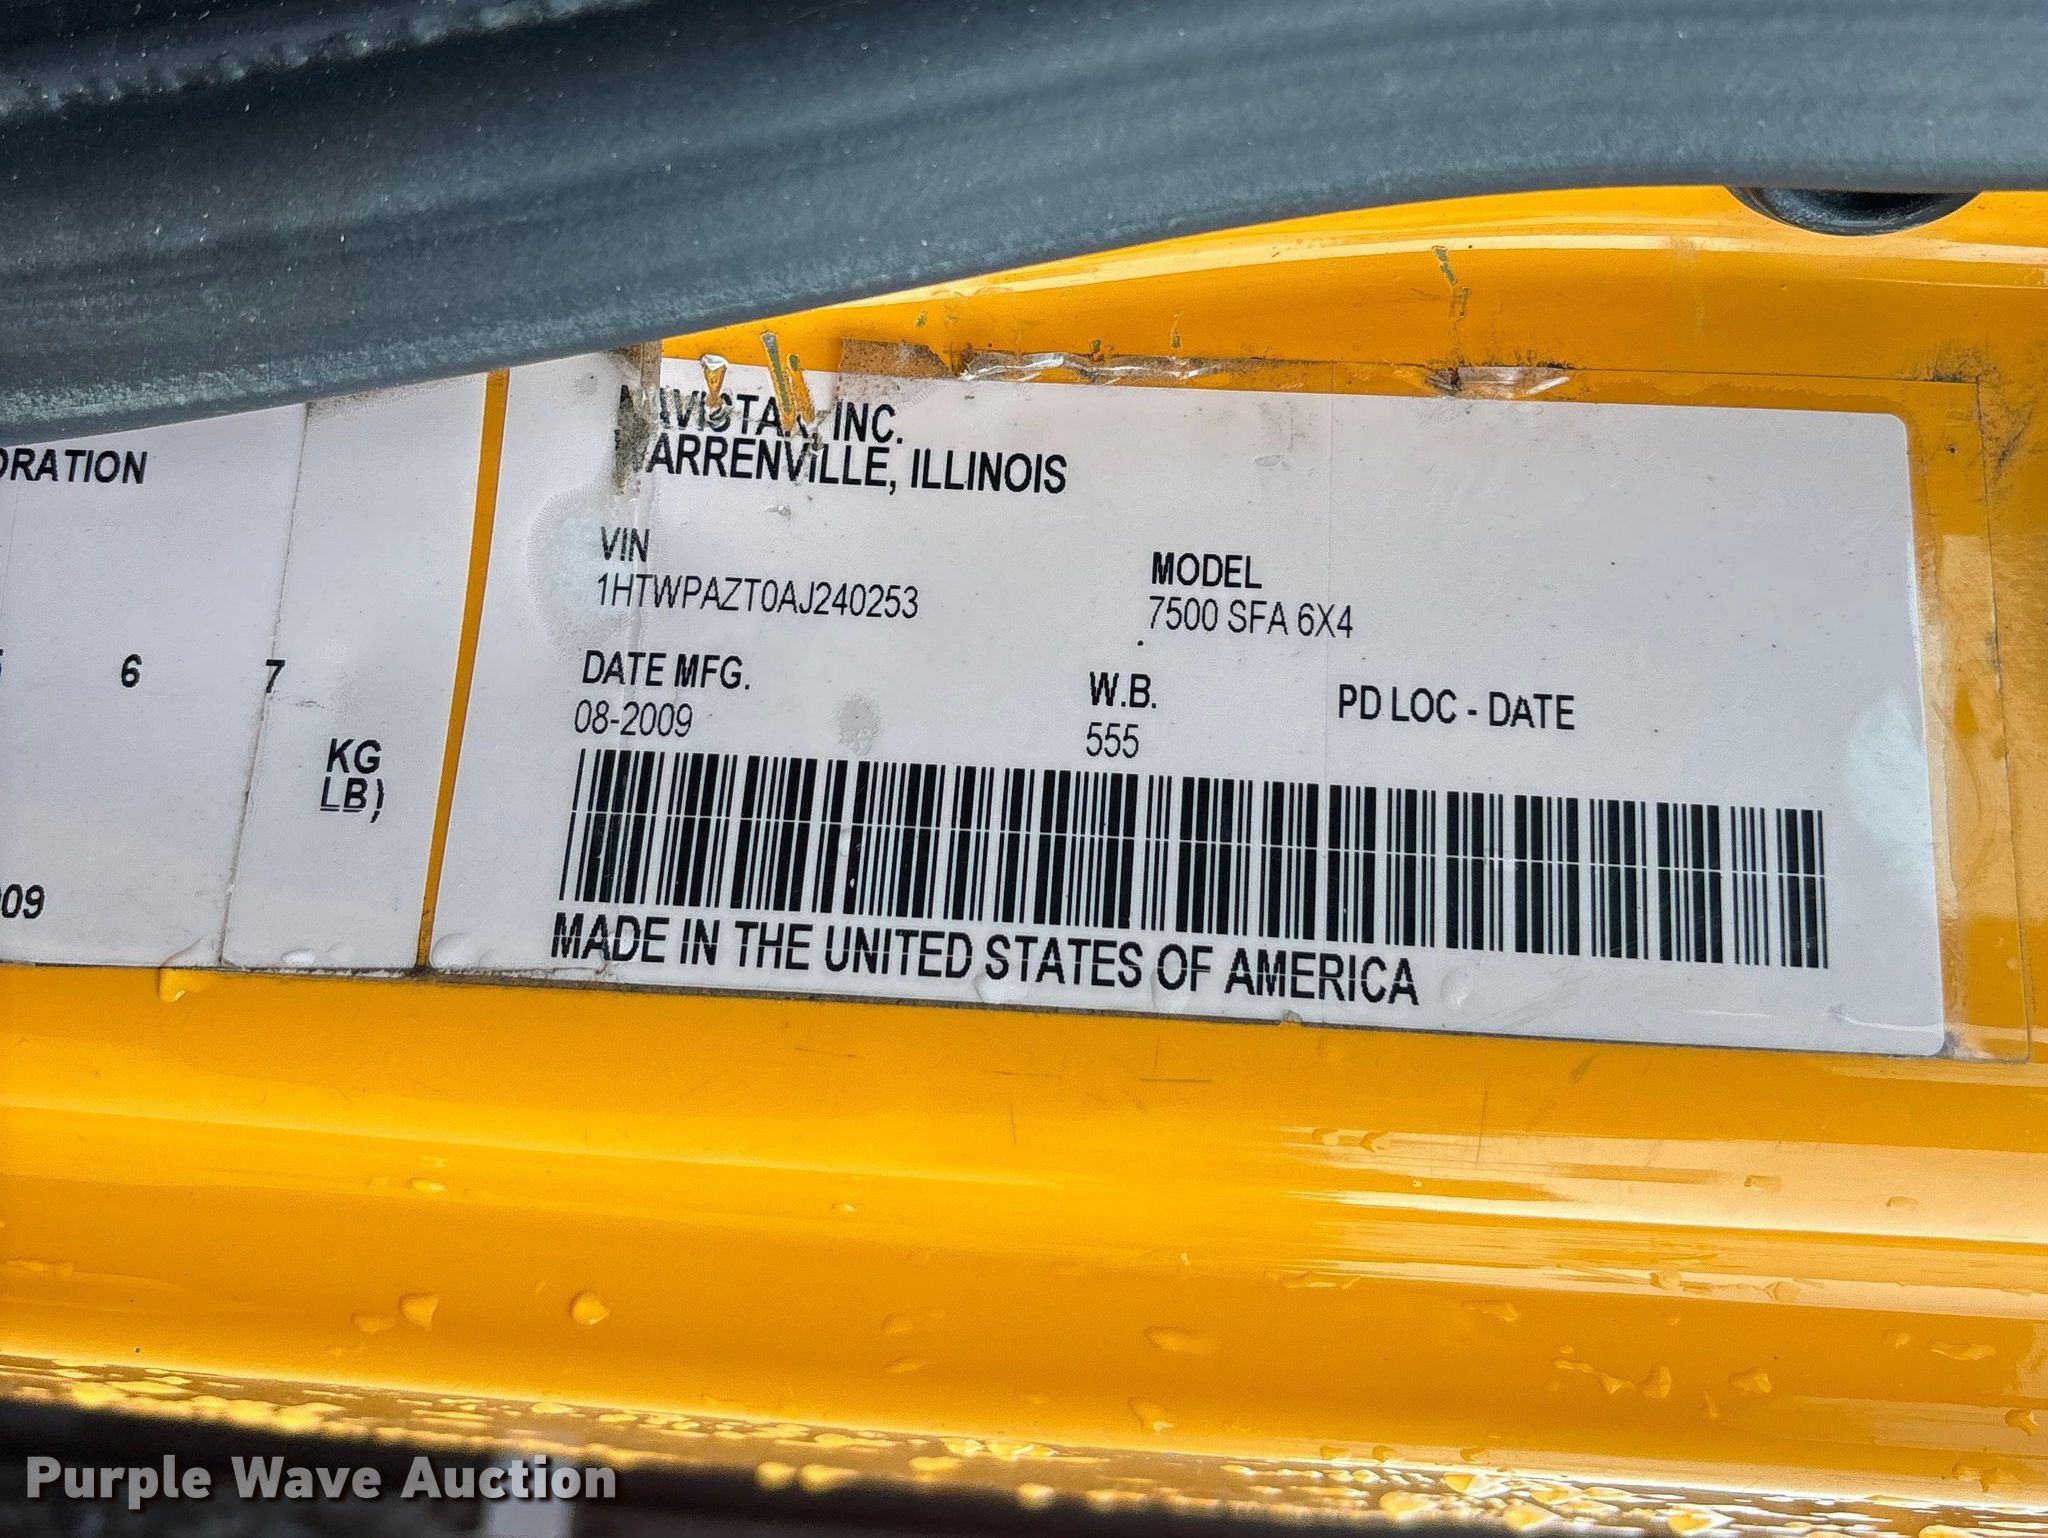 ORATION
6 7
KG
LB)
09
NAVISTAR, INC.
WARRENVILLE, ILLINOIS
VIN
1HTWPAZT0AJ240253
MODEL
7500 SFA 6X4
DATE MFG.
08-2009
W.B.
555
PD LOC - DATE
MADE IN THE UNITED STATES OF AMERICA
Purple Wave Auction